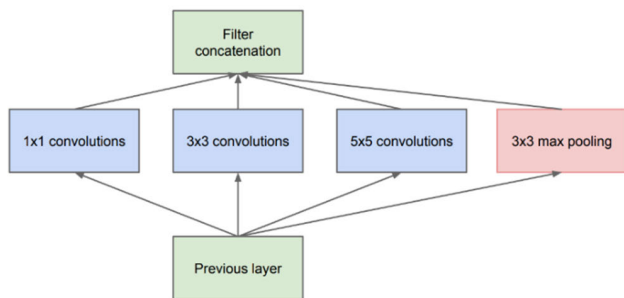 Filter
concatenation
1x1 convolutions
3x3 convolutions
5x5 convolutions
3x3 max pooling
Previous layer